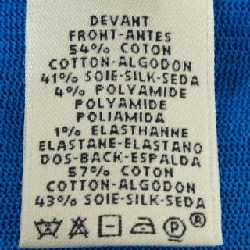 DEVANT
FRONT-ANTES
54% COTON
COTTON-ALGODON
41% SOIE-SILK-SEDA
4% POLYAMIDE
POLYAMIDE
POLIAMIDA
1% ELASTHANNE
ELASTANE-ELASTANO
DOS-BACK-ESPALDA
57% COTON
COTTON-ALGODON
43% SOIE-SILK-SEDA
P ®